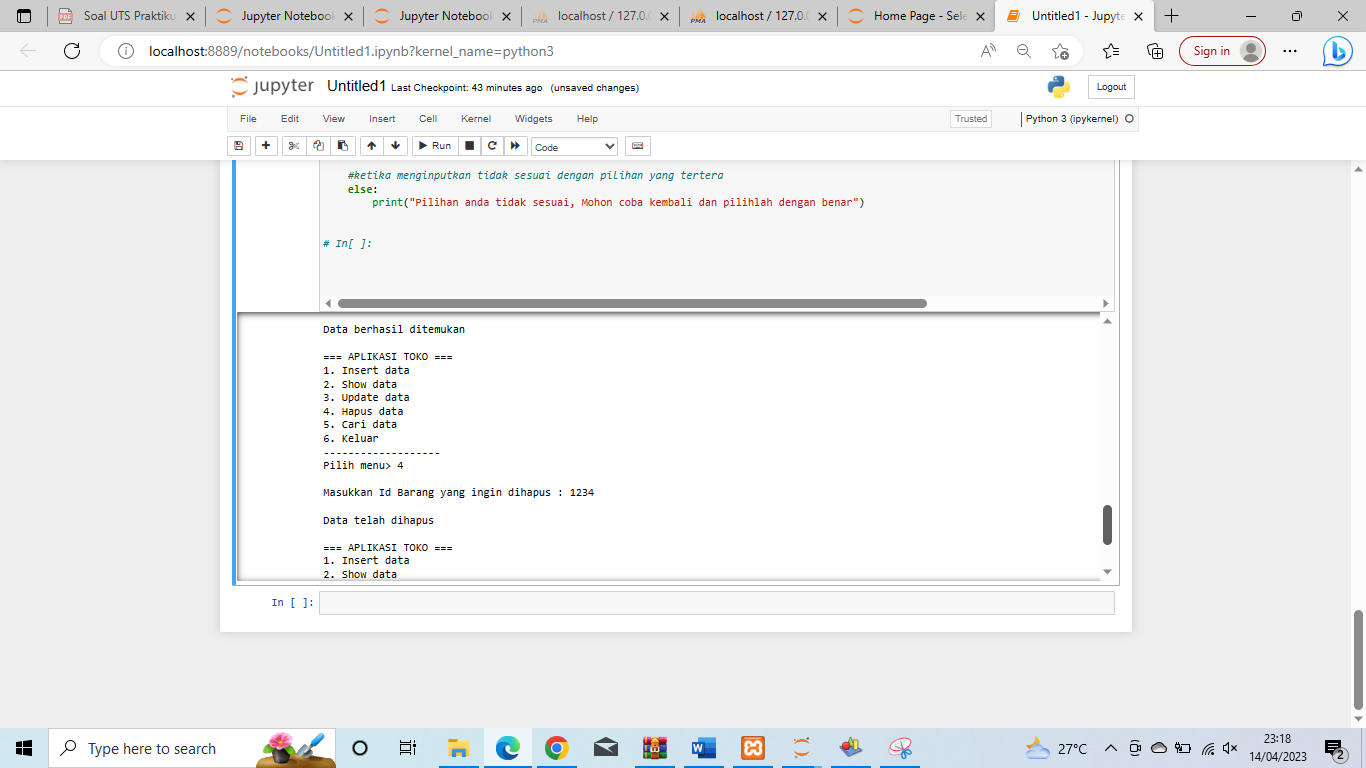 Soal UTS Praktiku
Jupyter Notebook
Jupyter Notebook
localhost / 127.0.0
localhost / 127.0.0
Home Page - Sele
Untitled1 - Jupyte
localhost:8889/notebooks/Untitled1.ipynb?kernel_name=python3
Sign in
jupyter Untitled1 Last Checkpoint: 43 minutes ago (unsaved changes)
Logout
File Edit View Insert Cell Kernel Widgets Help
Trusted
Python 3 (ipykernel)
Run
Code
#ketika menginputkan tidak sesuai dengan pilihan yang tertera
else:
print("Pilihan anda tidak sesuai, Mohon coba kembali dan pilihlah dengan benar")
# In[ ]:
Data berhasil ditemukan
=== APLIKASI TOKO ===
1. Insert data
2. Show data
3. Update data
4. Hapus data
5. Cari data
6. Keluar
-------------------
Pilih menu> 4
Masukkan Id Barang yang ingin dihapus : 1234
Data telah dihapus
=== APLIKASI TOKO ===
1. Insert data
2. Show data
In [ ]:
Type here to search
27°C
23:18
14/04/2023
2